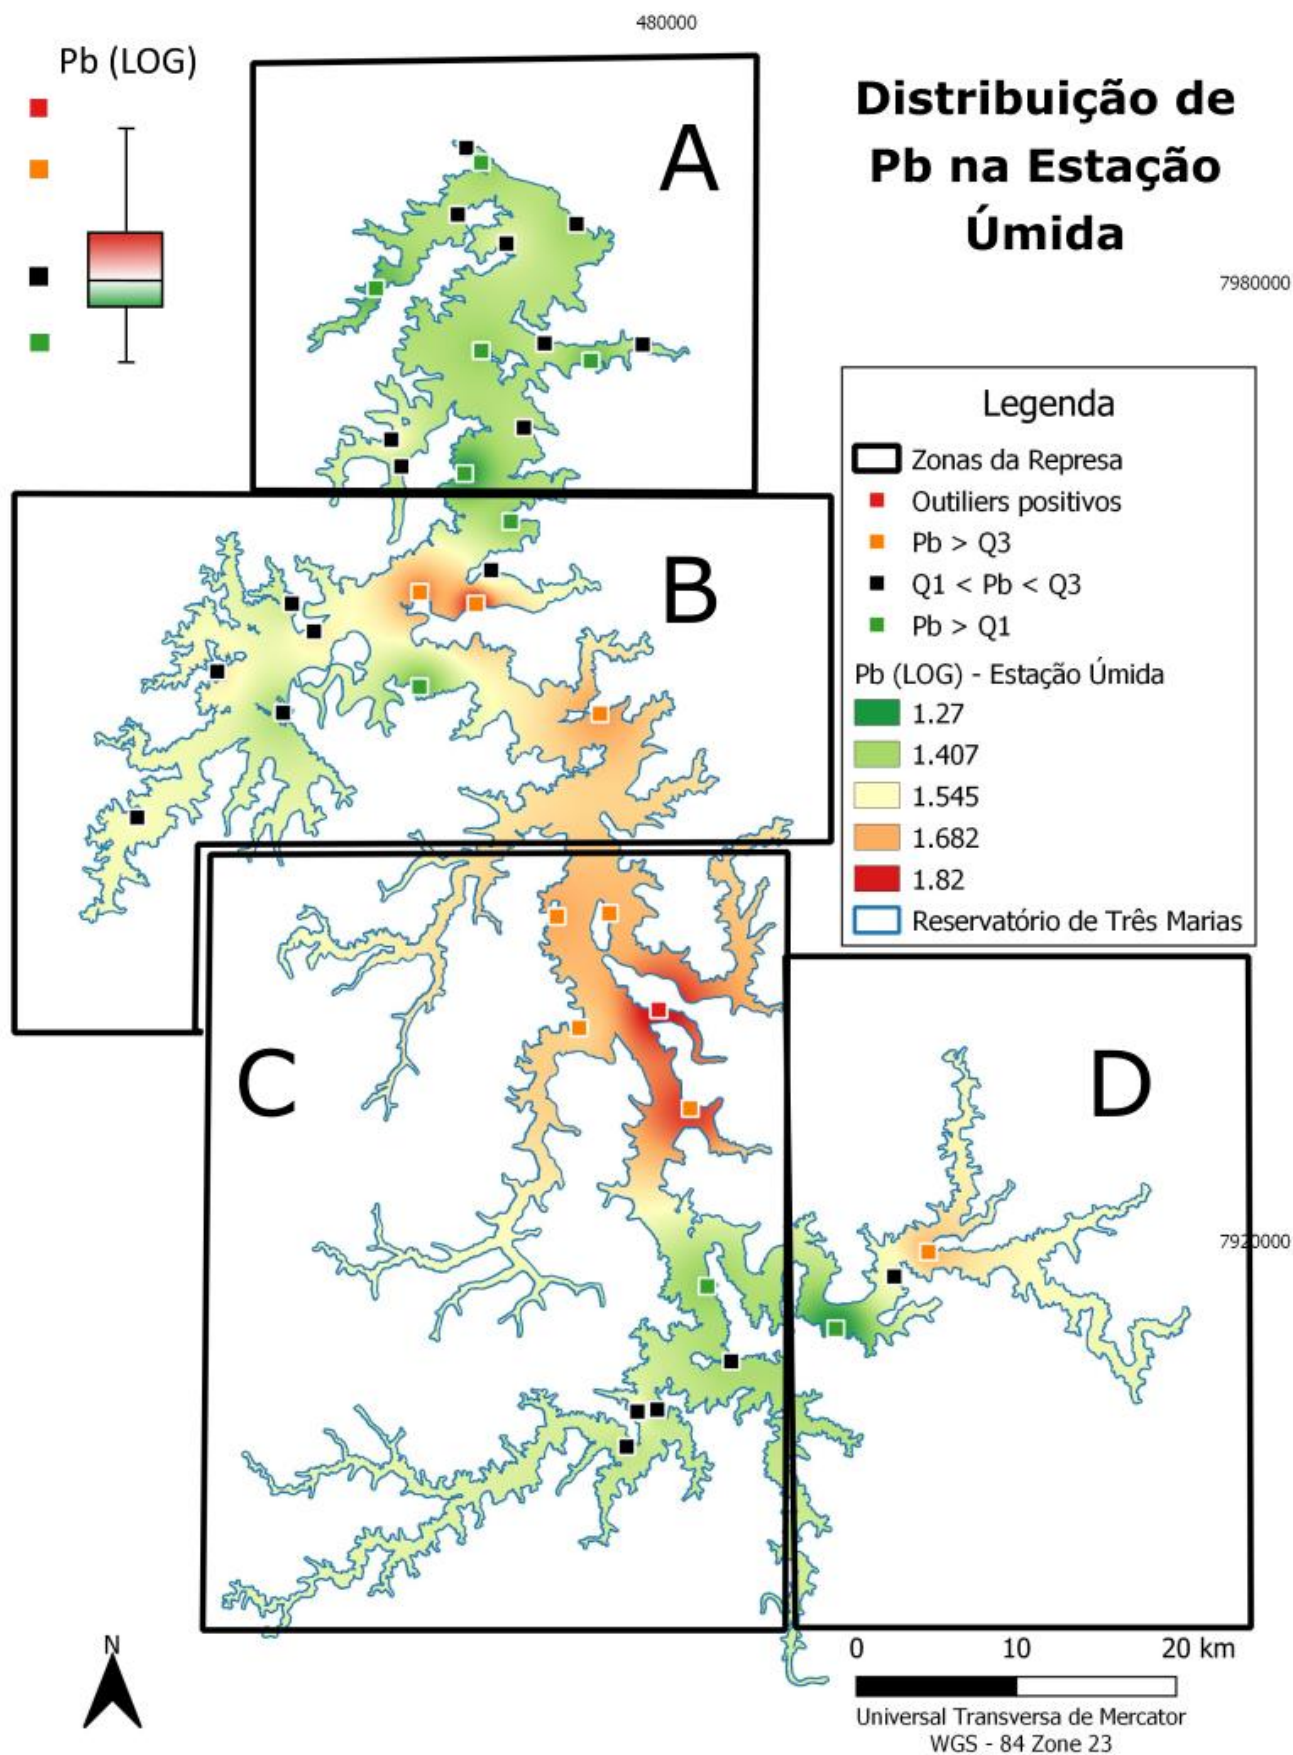 480000
Pb (LOG)
Distribuição de
Pb na Estação
Úmida
A
7980000
Legenda
Zonas da Represa
Outiliers positivos
Pb > Q3
Q1 < Pb < Q3
Pb > Q1
Pb (LOG) - Estação Úmida
1.27
1.407
1.545
1.682
1.82
Reservatório de Três Marias
B
C
D
7920000
N
0 10 20 km
Universal Transversa de Mercator
WGS - 84 Zone 23